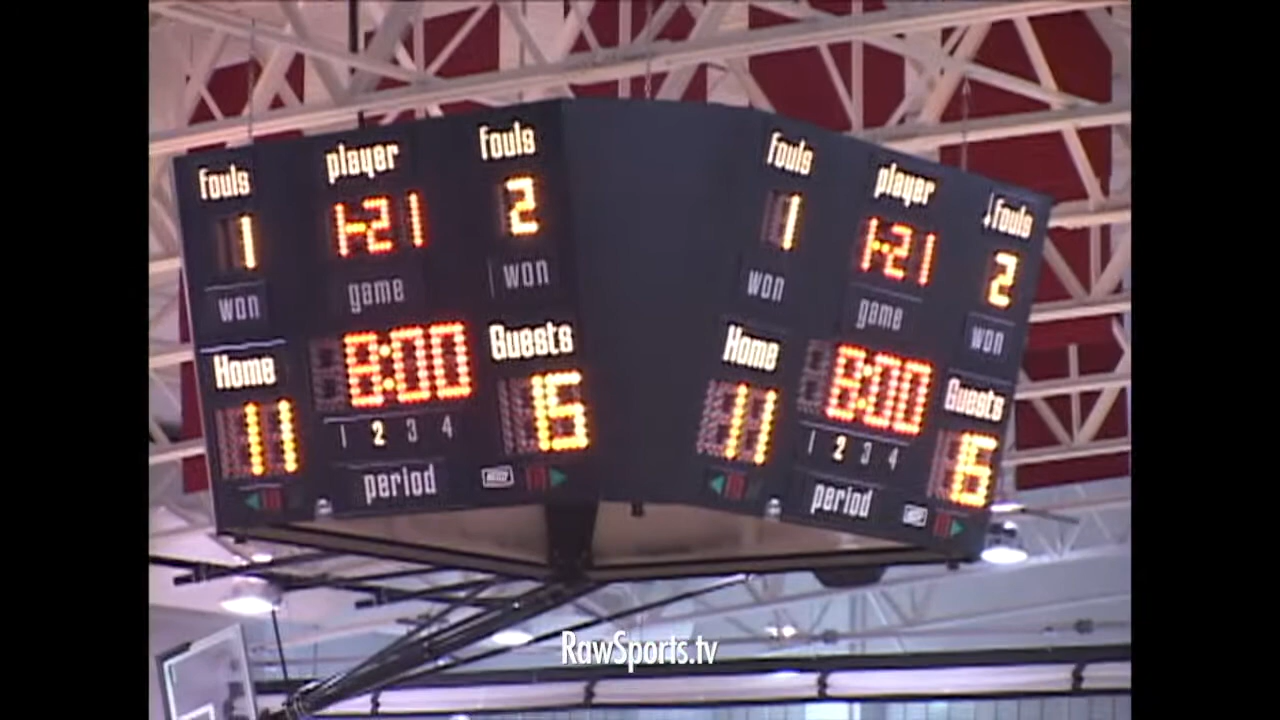 Fouls player Fouls
1 1-21 2
won game won
Home 8:00 Guests
11 15
1 2 3 4
period
Fouls player Fouls
1 1-21 2
won game won
Home 8:00 Guests
11 15
1 2 3 4
period
RawSports.tv